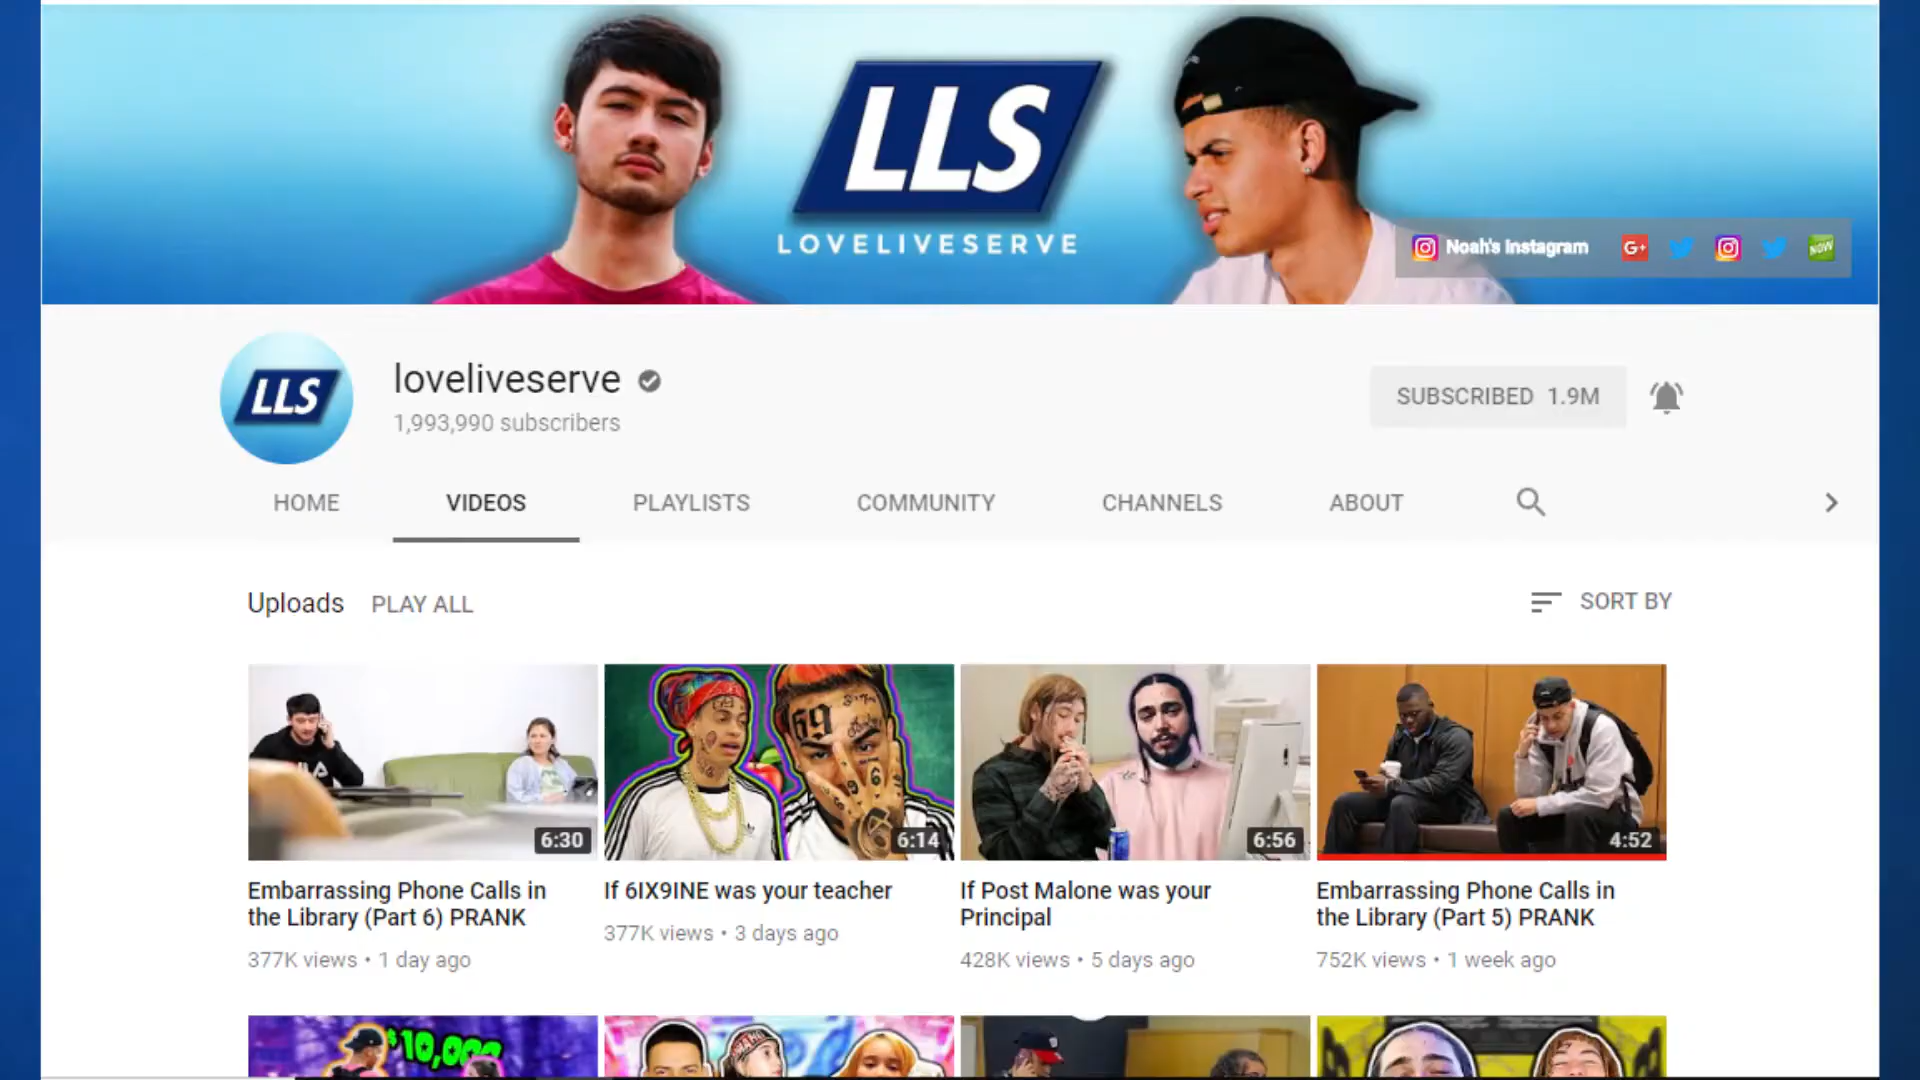 LLS
LOVELIVESERVE
Noah's Instagram
G+
NOW
LLS
loveliveserve
1,993,990 subscribers
SUBSCRIBED 1.9M
HOME VIDEOS PLAYLISTS COMMUNITY CHANNELS ABOUT
Uploads PLAY ALL
SORT BY
69
6:30
6:14
6:56
4:52
Embarrassing Phone Calls in
the Library (Part 6) PRANK
377K views • 1 day ago
If 6IX9INE was your teacher
377K views • 3 days ago
If Post Malone was your
Principal
428K views • 5 days ago
Embarrassing Phone Calls in
the Library (Part 5) PRANK
752K views • 1 week ago
$10,000